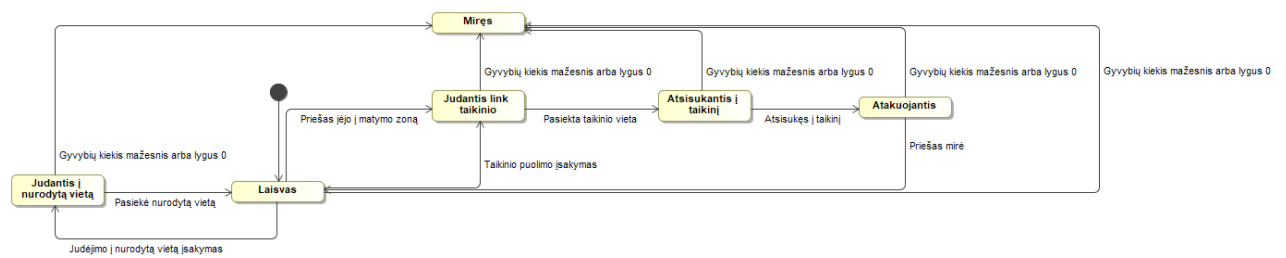 Miręs
Gyvybių kiekis mažesnis arba lygus 0
Gyvybių kiekis mažesnis arba lygus 0
Gyvybių kiekis mažesnis arba lygus 0
Gyvybių kiekis mažesnis arba lygus 0
Judantis link
taikinio
Atsisukantis į
taikinį
Atakuojantis
Priešas įėjo į matymo zoną
Pasiekta taikinio vieta
Atsisukęs į taikinį
Priešas mirė
Gyvybių kiekis mažesnis arba lygus 0
Taikinio puolimo įsakymas
Judantis į
nurodytą vietą
Laisvas
Pasiekė nurodytą vietą
Judėjimo į nurodytą vietą įsakymas